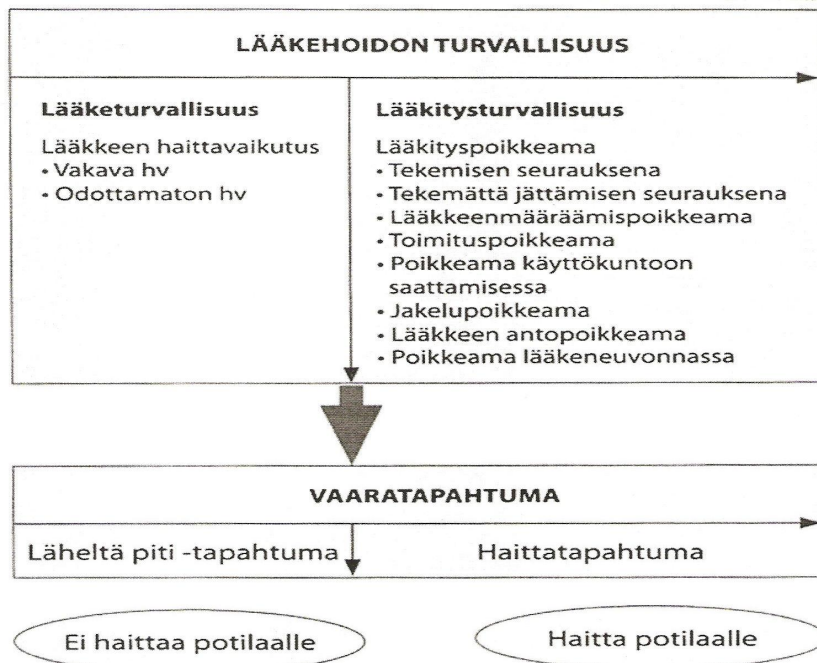 LÄÄKEHOIDON TURVALLISUUS
Lääketurvallisuus
Lääkkeen haittavaikutus
• Vakava hv
• Odottamaton hv
Lääkitysturvallisuus
Lääkityspoikkeama
• Tekemisen seurauksena
• Tekemättä jättämisen seurauksena
• Lääkkeenmääräämispoikkeama
• Toimituspoikkeama
• Poikkeama käyttökuntoon
saattamisessa
• Jakelupoikkeama
• Lääkkeen antopoikkeama
• Poikkeama lääkeneuvonnassa
VAARATAPAHTUMA
Läheltä piti -tapahtuma
Haittatapahtuma
Ei haittaa potilaalle
Haitta potilaalle